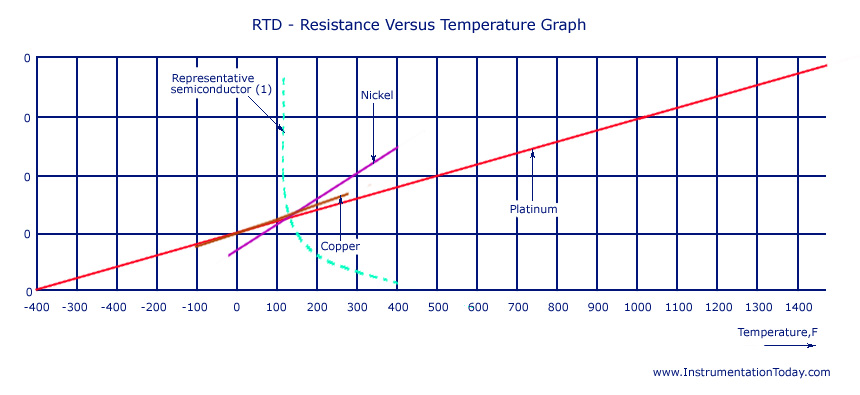 RTD - Resistance Versus Temperature Graph
0
Representative
semiconductor (1)
Nickel
0
0
Platinum
0
Copper
0
-400 -300 -200 -100 0 100 200 300 400 500 600 700 800 900 1000 1100 1200 1300 1400
Temperature,F
www.InstrumentationToday.com